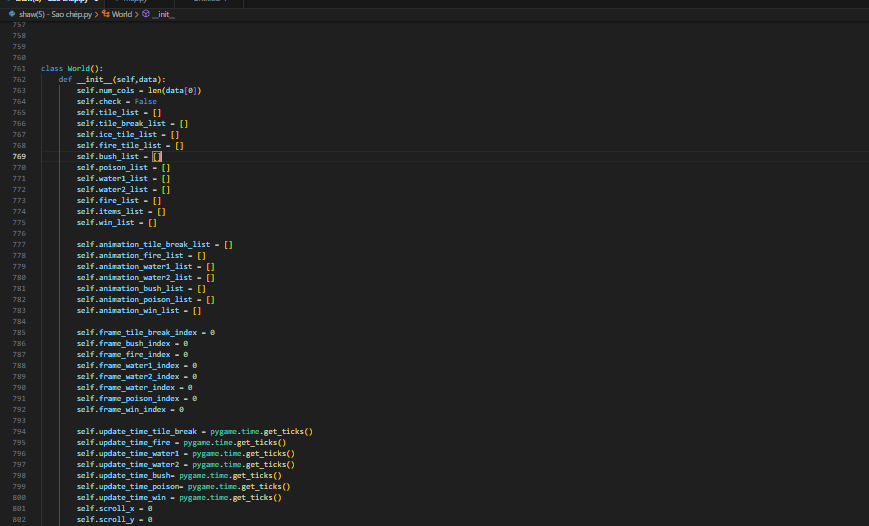 shaw(5) - Sao chép.py > World > __init__
757
758
759
760
761 class World():
762 def __init__(self,data):
763 self.num_cols = len(data[0])
764 self.check = False
765 self.tile_list = []
766 self.tile_break_list = []
767 self.ice_tile_list = []
768 self.fire_tile_list = []
769 self.bush_list = []
770 self.poison_list = []
771 self.water1_list = []
772 self.water2_list = []
773 self.fire_list = []
774 self.items_list = []
775 self.win_list = []
776
777 self.animation_tile_break_list = []
778 self.animation_fire_list = []
779 self.animation_water1_list = []
780 self.animation_water2_list = []
781 self.animation_bush_list = []
782 self.animation_poison_list = []
783 self.animation_win_list = []
784
785 self.frame_tile_break_index = 0
786 self.frame_bush_index = 0
787 self.frame_fire_index = 0
788 self.frame_water1_index = 0
789 self.frame_water2_index = 0
790 self.frame_water_index = 0
791 self.frame_poison_index = 0
792 self.frame_win_index = 0
793
794 self.update_time_tile_break = pygame.time.get_ticks()
795 self.update_time_fire = pygame.time.get_ticks()
796 self.update_time_water1 = pygame.time.get_ticks()
797 self.update_time_water2 = pygame.time.get_ticks()
798 self.update_time_bush= pygame.time.get_ticks()
799 self.update_time_poison= pygame.time.get_ticks()
800 self.update_time_win = pygame.time.get_ticks()
801 self.scroll_x = 0
802 self.scroll_y = 0